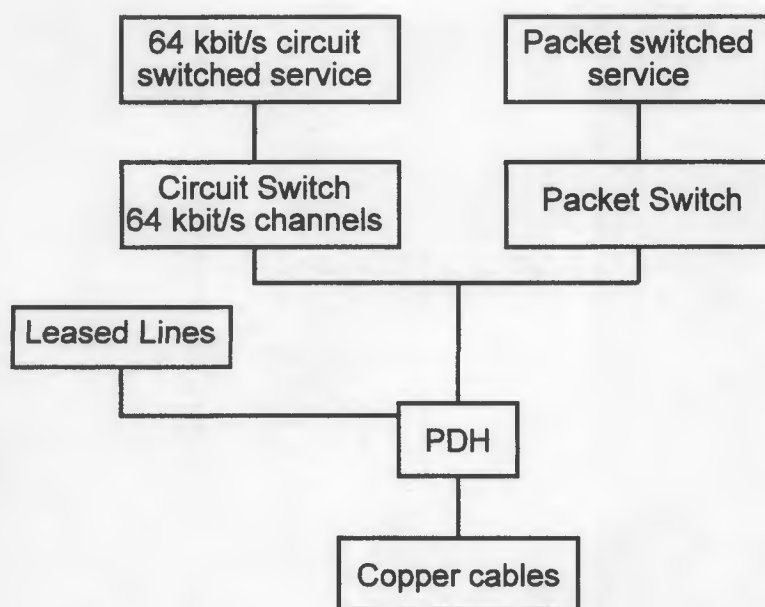 64 kbit/s circuit
switched service
Packet switched
service
Circuit Switch
64 kbit/s channels
Packet Switch
Leased Lines
PDH
Copper cables